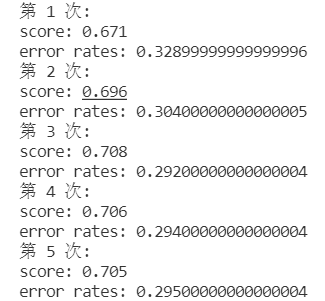 第 1 次:
score: 0.671
error rates: 0.32899999999999996
第 2 次:
score: 0.696
error rates: 0.30400000000000005
第 3 次:
score: 0.708
error rates: 0.29200000000000004
第 4 次:
score: 0.706
error rates: 0.29400000000000004
第 5 次:
score: 0.705
error rates: 0.29500000000000004